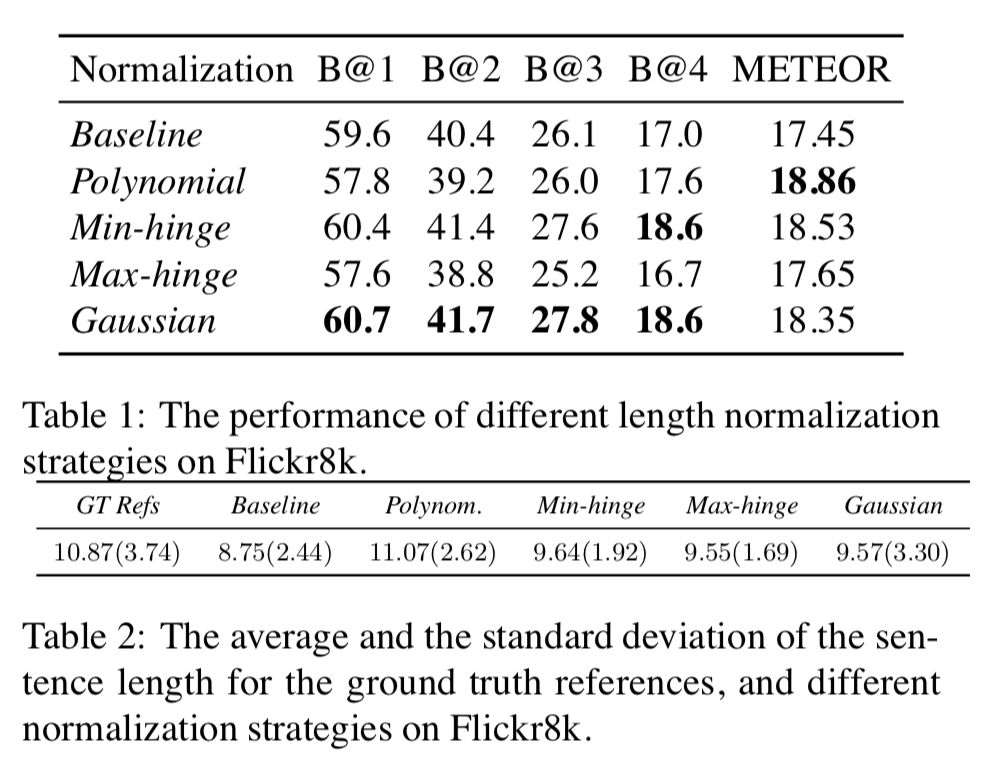 Normalization B@1 B@2 B@3 B@4 METEOR
Baseline 59.6 40.4 26.1 17.0 17.45
Polynomial 57.8 39.2 26.0 17.6 18.86
Min-hinge 60.4 41.4 27.6 18.6 18.53
Max-hinge 57.6 38.8 25.2 16.7 17.65
Gaussian 60.7 41.7 27.8 18.6 18.35
Table 1: The performance of different length normalization
strategies on Flickr8k.
GT Refs Baseline Polynom. Min-hinge Max-hinge Gaussian
10.87(3.74) 8.75(2.44) 11.07(2.62) 9.64(1.92) 9.55(1.69) 9.57(3.30)
Table 2: The average and the standard deviation of the sen-
tence length for the ground truth references, and different
normalization strategies on Flickr8k.